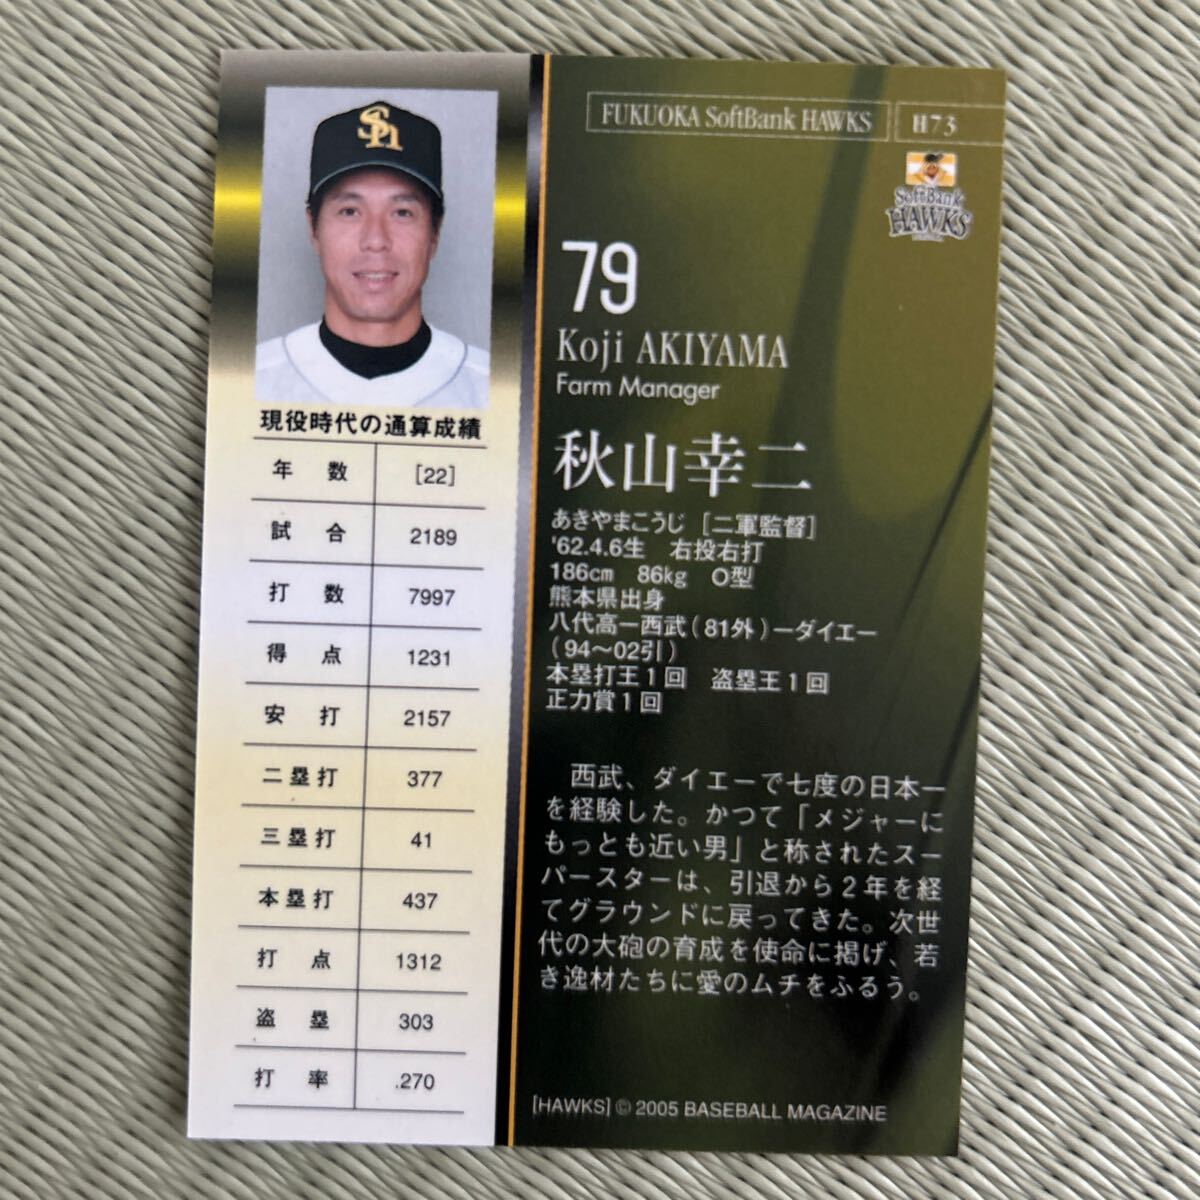 FUKUOKA SoftBank HAWKS
H73
SoftBank
HAWKS
79
Koji AKIYAMA
Farm Manager
秋山幸二
あきやまこうじ [二軍監督]
'62.4.6生 右投右打
186cm 86kg O型
熊本県出身
八代高ー西武(81外)ーダイエー
(94〜02引)
本塁打王1回 盗塁王1回
正力賞1回
西武、ダイエーで七度の日本一
を経験した。かつて「メジャーに
もっとも近い男」と称されたスー
パースターは、引退から2年を経
てグラウンドに戻ってきた。次世
代の大砲の育成を使命に掲げ、若
き逸材たちに愛のムチをふるう。
[HAWKS] © 2005 BASEBALL MAGAZINE
Sh
現役時代の通算成績
年数 [22]
試合 2189
打数 7997
得点 1231
安打 2157
二塁打 377
三塁打 41
本塁打 437
打点 1312
盗塁 303
打率 .270